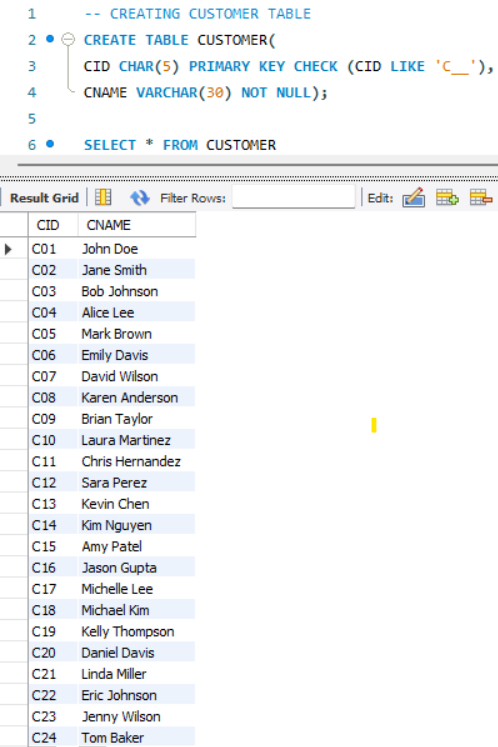 1 -- CREATING CUSTOMER TABLE
2 CREATE TABLE CUSTOMER(
3 CID CHAR(5) PRIMARY KEY CHECK (CID LIKE 'C__'),
4 CNAME VARCHAR(30) NOT NULL);
5
6 SELECT * FROM CUSTOMER
Result Grid Filter Rows: Edit:
CID CNAME
C01 John Doe
C02 Jane Smith
C03 Bob Johnson
C04 Alice Lee
C05 Mark Brown
C06 Emily Davis
C07 David Wilson
C08 Karen Anderson
C09 Brian Taylor
C10 Laura Martinez
C11 Chris Hernandez
C12 Sara Perez
C13 Kevin Chen
C14 Kim Nguyen
C15 Amy Patel
C16 Jason Gupta
C17 Michelle Lee
C18 Michael Kim
C19 Kelly Thompson
C20 Daniel Davis
C21 Linda Miller
C22 Eric Johnson
C23 Jenny Wilson
C24 Tom Baker